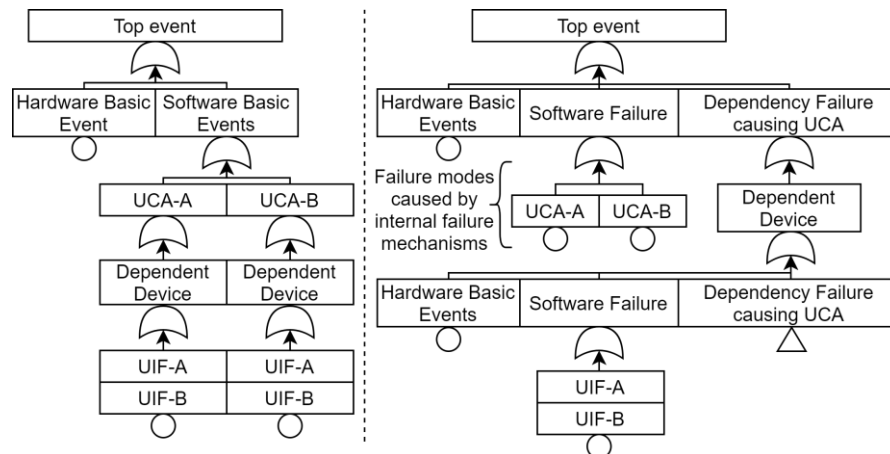 Top event
Hardware Basic
Event
Software Basic
Events
UCA-A
UCA-B
Dependent
Device
Dependent
Device
UIF-A
UIF-A
UIF-B
UIF-B
Top event
Hardware Basic
Events
Software Failure
Dependency Failure
causing UCA
Failure modes
caused by
internal failure
mechanisms
UCA-A
UCA-B
Dependent
Device
Hardware Basic
Events
Software Failure
Dependency Failure
causing UCA
UIF-A
UIF-B